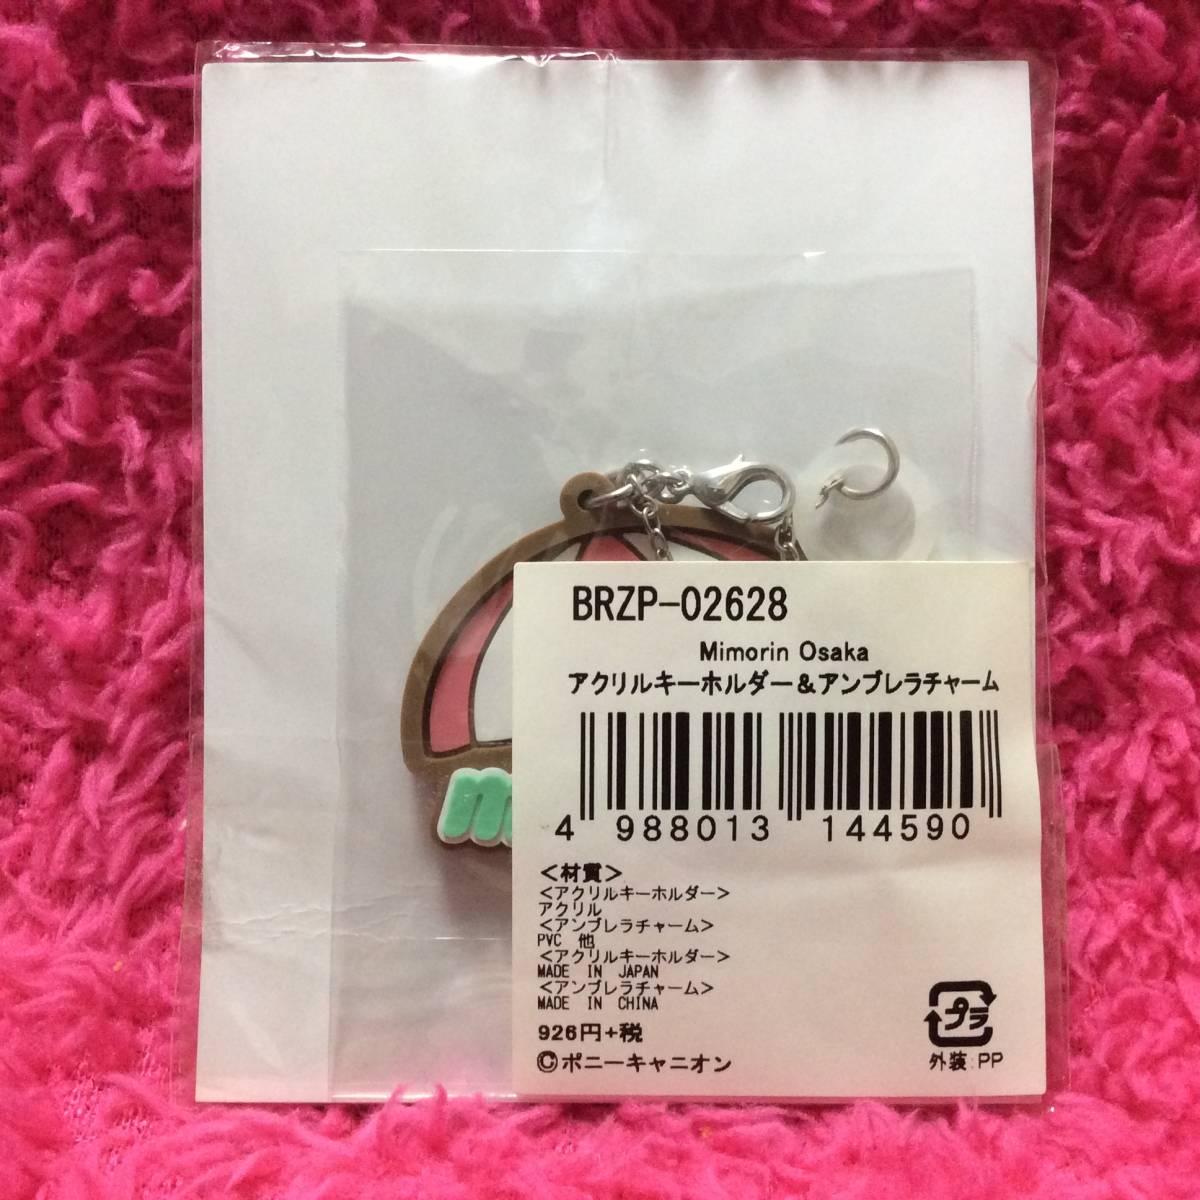 BRZP-02628
Mimorin Osaka
アクリルキーホルダー&アンブレラチャーム
4 988013 144590
<材質>
<アクリルキーホルダー>
アクリル
<アンブレラチャーム>
PVC 他
<アクリルキーホルダー>
MADE IN JAPAN
<アンブレラチャーム>
MADE IN CHINA
926円+税
©ポニーキャニオン
プラ
外装:PP